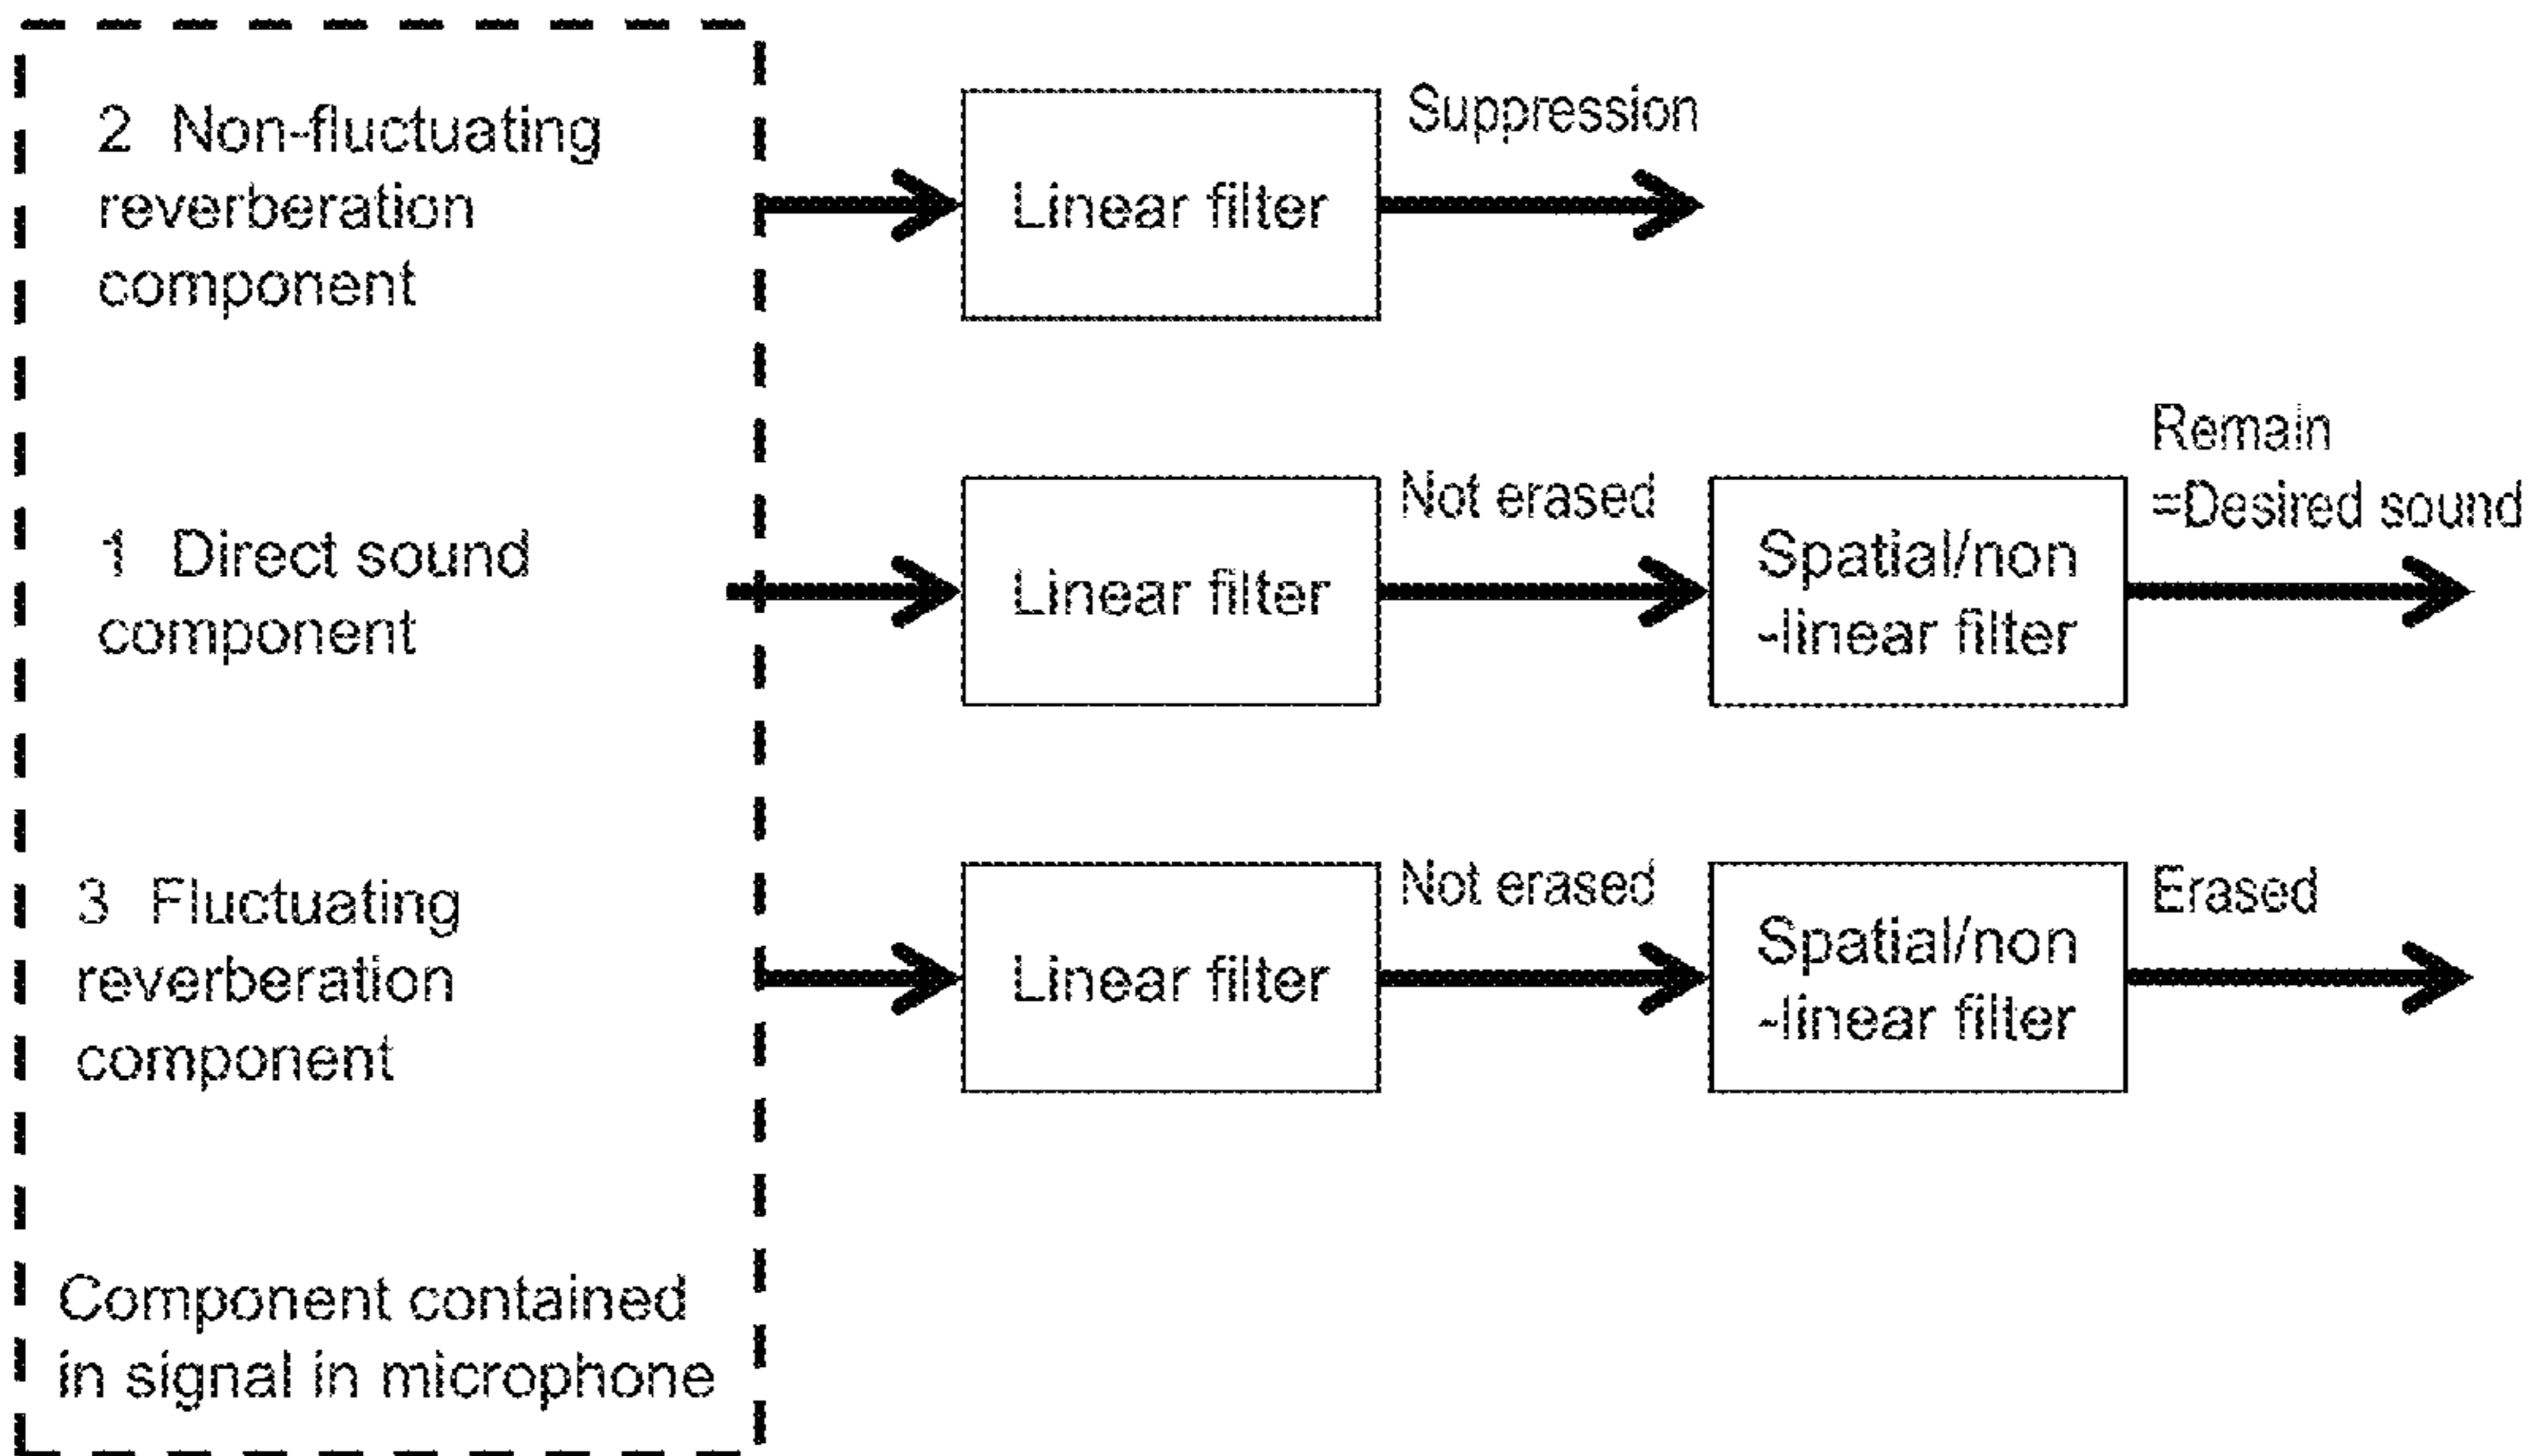 2 Non-fluctuating
reverberation
component
Linear filter
Suppression
1 Direct sound
component
Linear filter
Not erased
Spatial/non
-linear filter
Remain
=Desired sound
3 Fluctuating
reverberation
component
Linear filter
Not erased
Spatial/non
-linear filter
Erased
Component contained
in signal in microphone